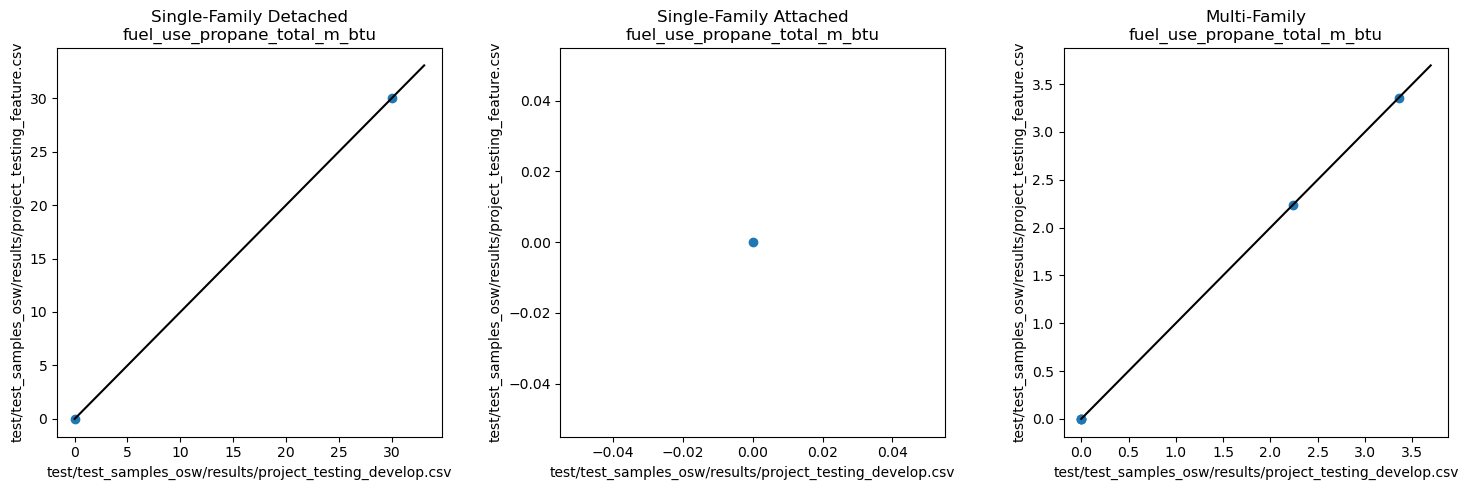 Single-Family Detached
fuel_use_propane_total_m_btu
test/test_samples_osw/results/project_testing_feature.csv
30
25
20
15
10
5
0
0 5 10 15 20 25 30
test/test_samples_osw/results/project_testing_develop.csv
Single-Family Attached
fuel_use_propane_total_m_btu
test/test_samples_osw/results/project_testing_feature.csv
0.04
0.02
0.00
−0.02
−0.04
−0.04 −0.02 0.00 0.02 0.04
test/test_samples_osw/results/project_testing_develop.csv
Multi-Family
fuel_use_propane_total_m_btu
test/test_samples_osw/results/project_testing_feature.csv
3.5
3.0
2.5
2.0
1.5
1.0
0.5
0.0
0.0 0.5 1.0 1.5 2.0 2.5 3.0 3.5
test/test_samples_osw/results/project_testing_develop.csv